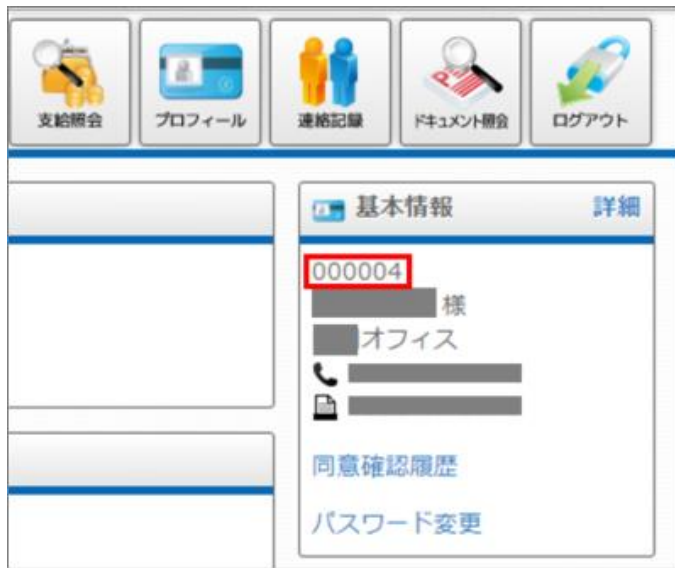 支給照会
プロフィール
連絡記録
ドキュメント照会
ログアウト
基本情報 詳細
000004
様
オフィス
同意確認履歴
パスワード変更